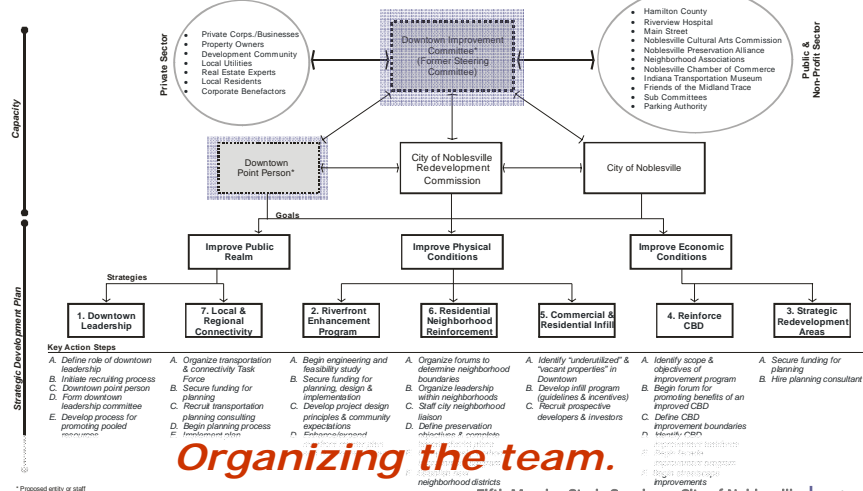 Private Corp./Businesses
Property Owners
Development Community
Local Utilities
Real Estate Experts
Local Residents
Corporate Benefactors
Private Sector
Downtown Improvement
Committee*
(Former Steering
Committee)
Hamilton County
Riverview Hospital
Main Street
Noblesville Cultural Arts Commission
Noblesville Preservation Alliance
Neighborhood Associations
Noblesville Chamber of Commerce
Indiana Transportation Museum
Friends of the Midland Trace
Sub Committees
Parking Authority
Public &
Non-Profit Sector
Capacity
Downtown
Point Person*
City of Noblesville
Redevelopment
Commission
City of Noblesville
Goals
Improve Public
Realm
Improve Physical
Conditions
Improve Economic
Conditions
Strategies
Strategic Development Plan
1. Downtown
Leadership
7. Local &
Regional
Connectivity
2. Riverfront
Enhancement
Program
6. Residential
Neighborhood
Reinforcement
5. Commercial &
Residential Infill
4. Reinforce
CBD
3. Strategic
Redevelopment
Areas
Key Action Steps
A. Define role of downtown
leadership
B. Initiate recruiting process
C. Downtown point person
D. Form downtown
leadership committee
E. Develop process for
promoting pooled
resources
A. Organize transportation
& connectivity Task
Force
B. Secure funding for
planning
C. Recruit transportation
planning consulting
D. Begin planning process
E. Implement plan
A. Begin engineering and
feasibility study
B. Secure funding for
planning, design &
implementation
C. Develop project design
principles & community
expectations
D. Enhance/expand
A. Organize forums to
determine neighborhood
boundaries
B. Organize leadership
within neighborhoods
C. Staff city neighborhood
liaison
D. Define preservation
objectives & complete
neighborhood districts
A. Identify "underutilized" &
"vacant properties" in
Downtown
B. Develop infill program
(guidelines & incentives)
C. Recruit prospective
developers & investors
A. Identify scope &
objectives of
improvement program
B. Begin forum for
promoting benefits of an
improved CBD
C. Define CBD
improvement boundaries
D. Identify CBD
improvements
A. Secure funding for
planning
B. Hire planning consultant
Organizing the team.
* Proposed entity or staff